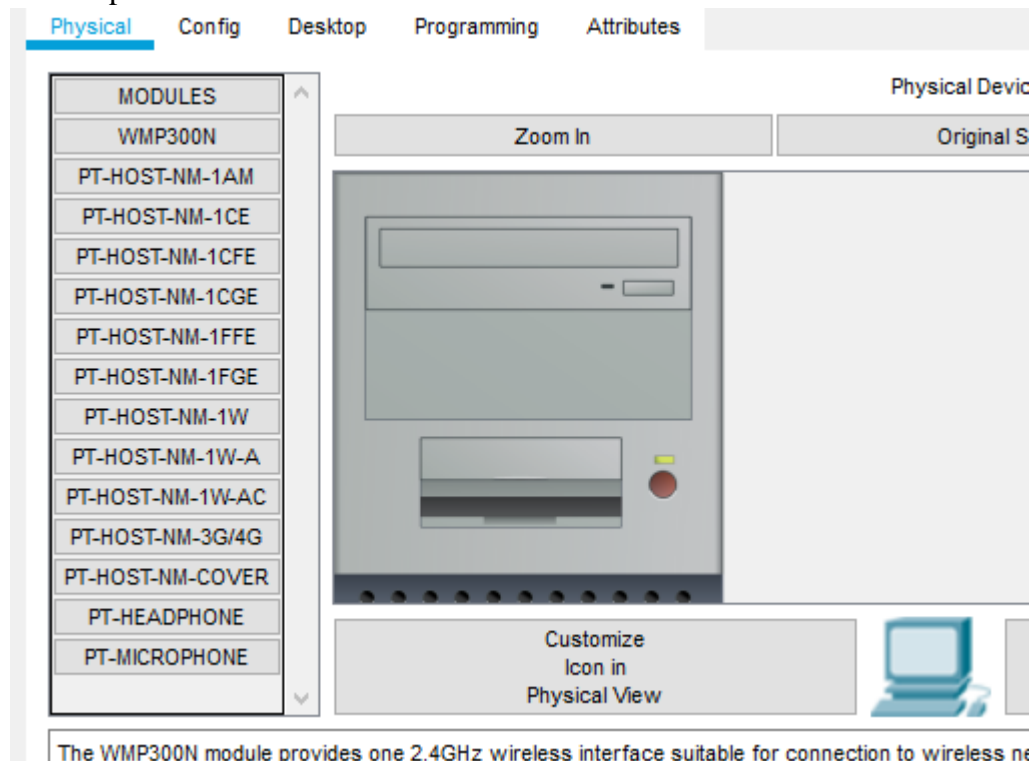 Physical Config Desktop Programming Attributes
MODULES
WMP300N
PT-HOST-NM-1AM
PT-HOST-NM-1CE
PT-HOST-NM-1CFE
PT-HOST-NM-1CGE
PT-HOST-NM-1FFE
PT-HOST-NM-1FGE
PT-HOST-NM-1W
PT-HOST-NM-1W-A
PT-HOST-NM-1W-AC
PT-HOST-NM-3G/4G
PT-HOST-NM-COVER
PT-HEADPHONE
PT-MICROPHONE
Physical Devic
Zoom In Original S
Customize
Icon in
Physical View
The WMP300N module provides one 2.4GHz wireless interface suitable for connection to wireless ne